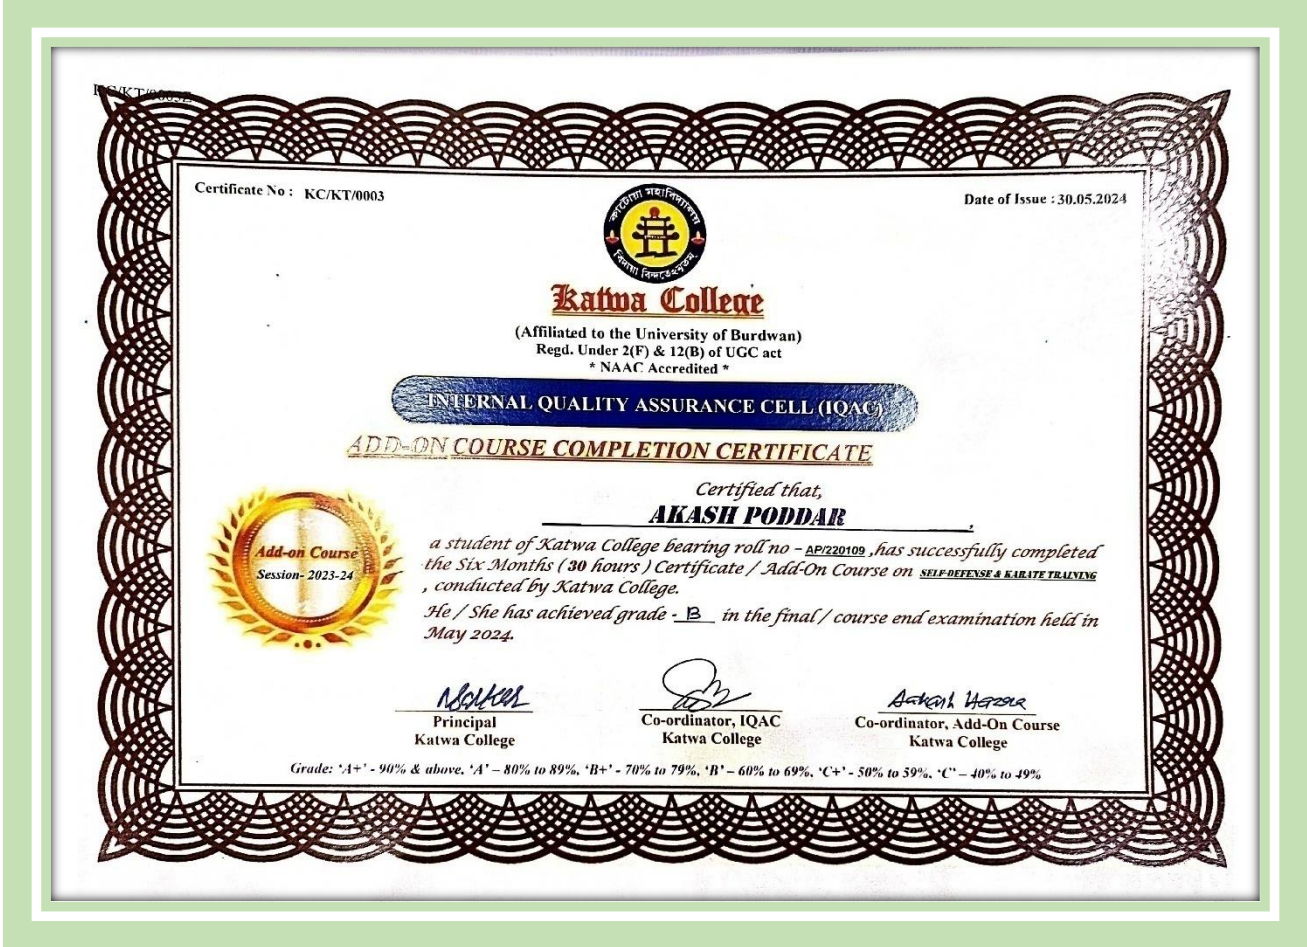 Certificate No : KC/KT/0003
Date of Issue : 30.05.2024
কাটোয়া মহাবিদ্যালয়
Katwa College
(Affiliated to the University of Burdwan)
Regd. Under 2(F) & 12(B) of UGC act
* NAAC Accredited *
INTERNAL QUALITY ASSURANCE CELL (IQAC)
ADD-ON COURSE COMPLETION CERTIFICATE
Certified that,
AKASH PODDAR ,
Add-on Course
Session- 2023-24
a student of Katwa College bearing roll no - AP/220109 ,has successfully completed
the Six Months ( 30 hours ) Certificate / Add-On Course on SELF-DEFENSE & KARATE TRAINING
, conducted by Katwa College.
He / She has achieved grade - B in the final / course end examination held in
May 2024.
Principal
Katwa College
Co-ordinator, IQAC
Katwa College
Co-ordinator, Add-On Course
Katwa College
Grade: ‘A+’ - 90% & above, ‘A’ – 80% to 89%, ‘B+’ - 70% to 79%, ‘B’ – 60% to 69%, ‘C+’ - 50% to 59%, ‘C’ – 40% to 49%